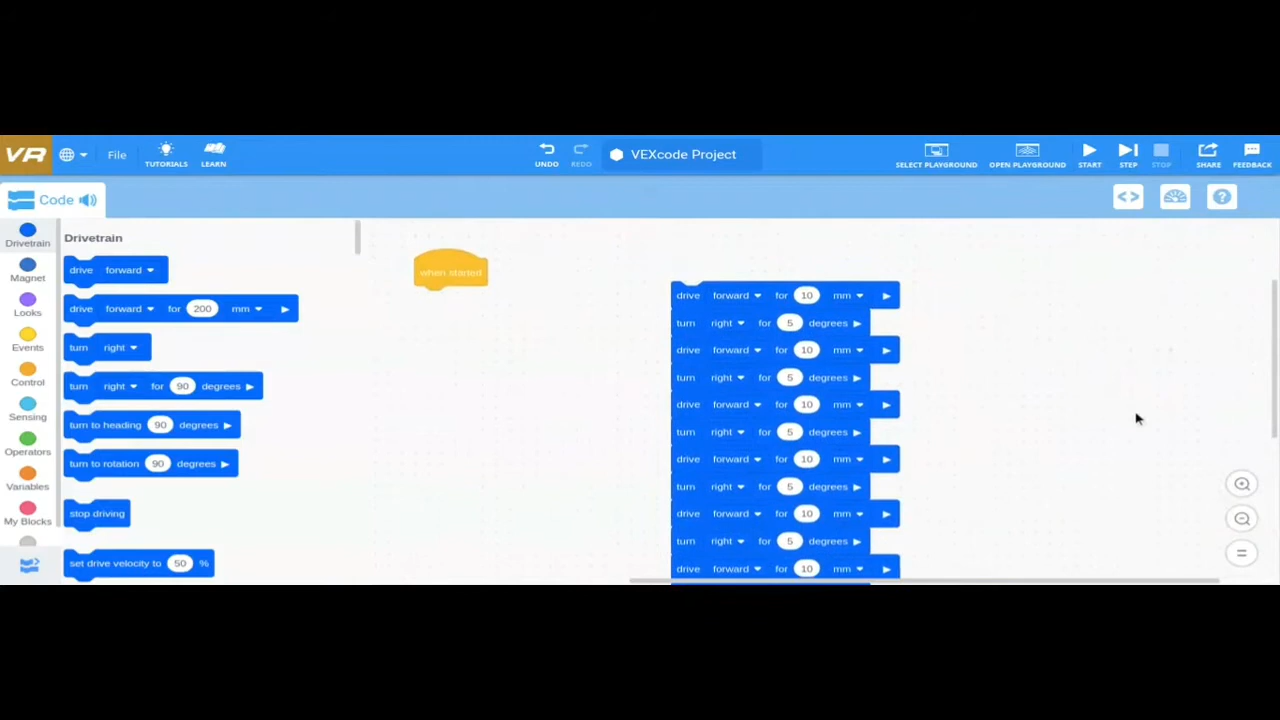 VR File TUTORIALS LEARN UNDO REDO VEXcode Project SELECT PLAYGROUND OPEN PLAYGROUND START STEP STOP SHARE FEEDBACK
Code
Drivetrain
Magnet
Looks
Events
Control
Sensing
Operators
Variables
My Blocks
Drivetrain
drive forward
drive forward for 200 mm
turn right
turn right for 90 degrees
turn to heading 90 degrees
turn to rotation 90 degrees
stop driving
set drive velocity to 50 %
when started
drive forward for 10 mm
turn right for 5 degrees
drive forward for 10 mm
turn right for 5 degrees
drive forward for 10 mm
turn right for 5 degrees
drive forward for 10 mm
turn right for 5 degrees
drive forward for 10 mm
turn right for 5 degrees
drive forward for 10 mm